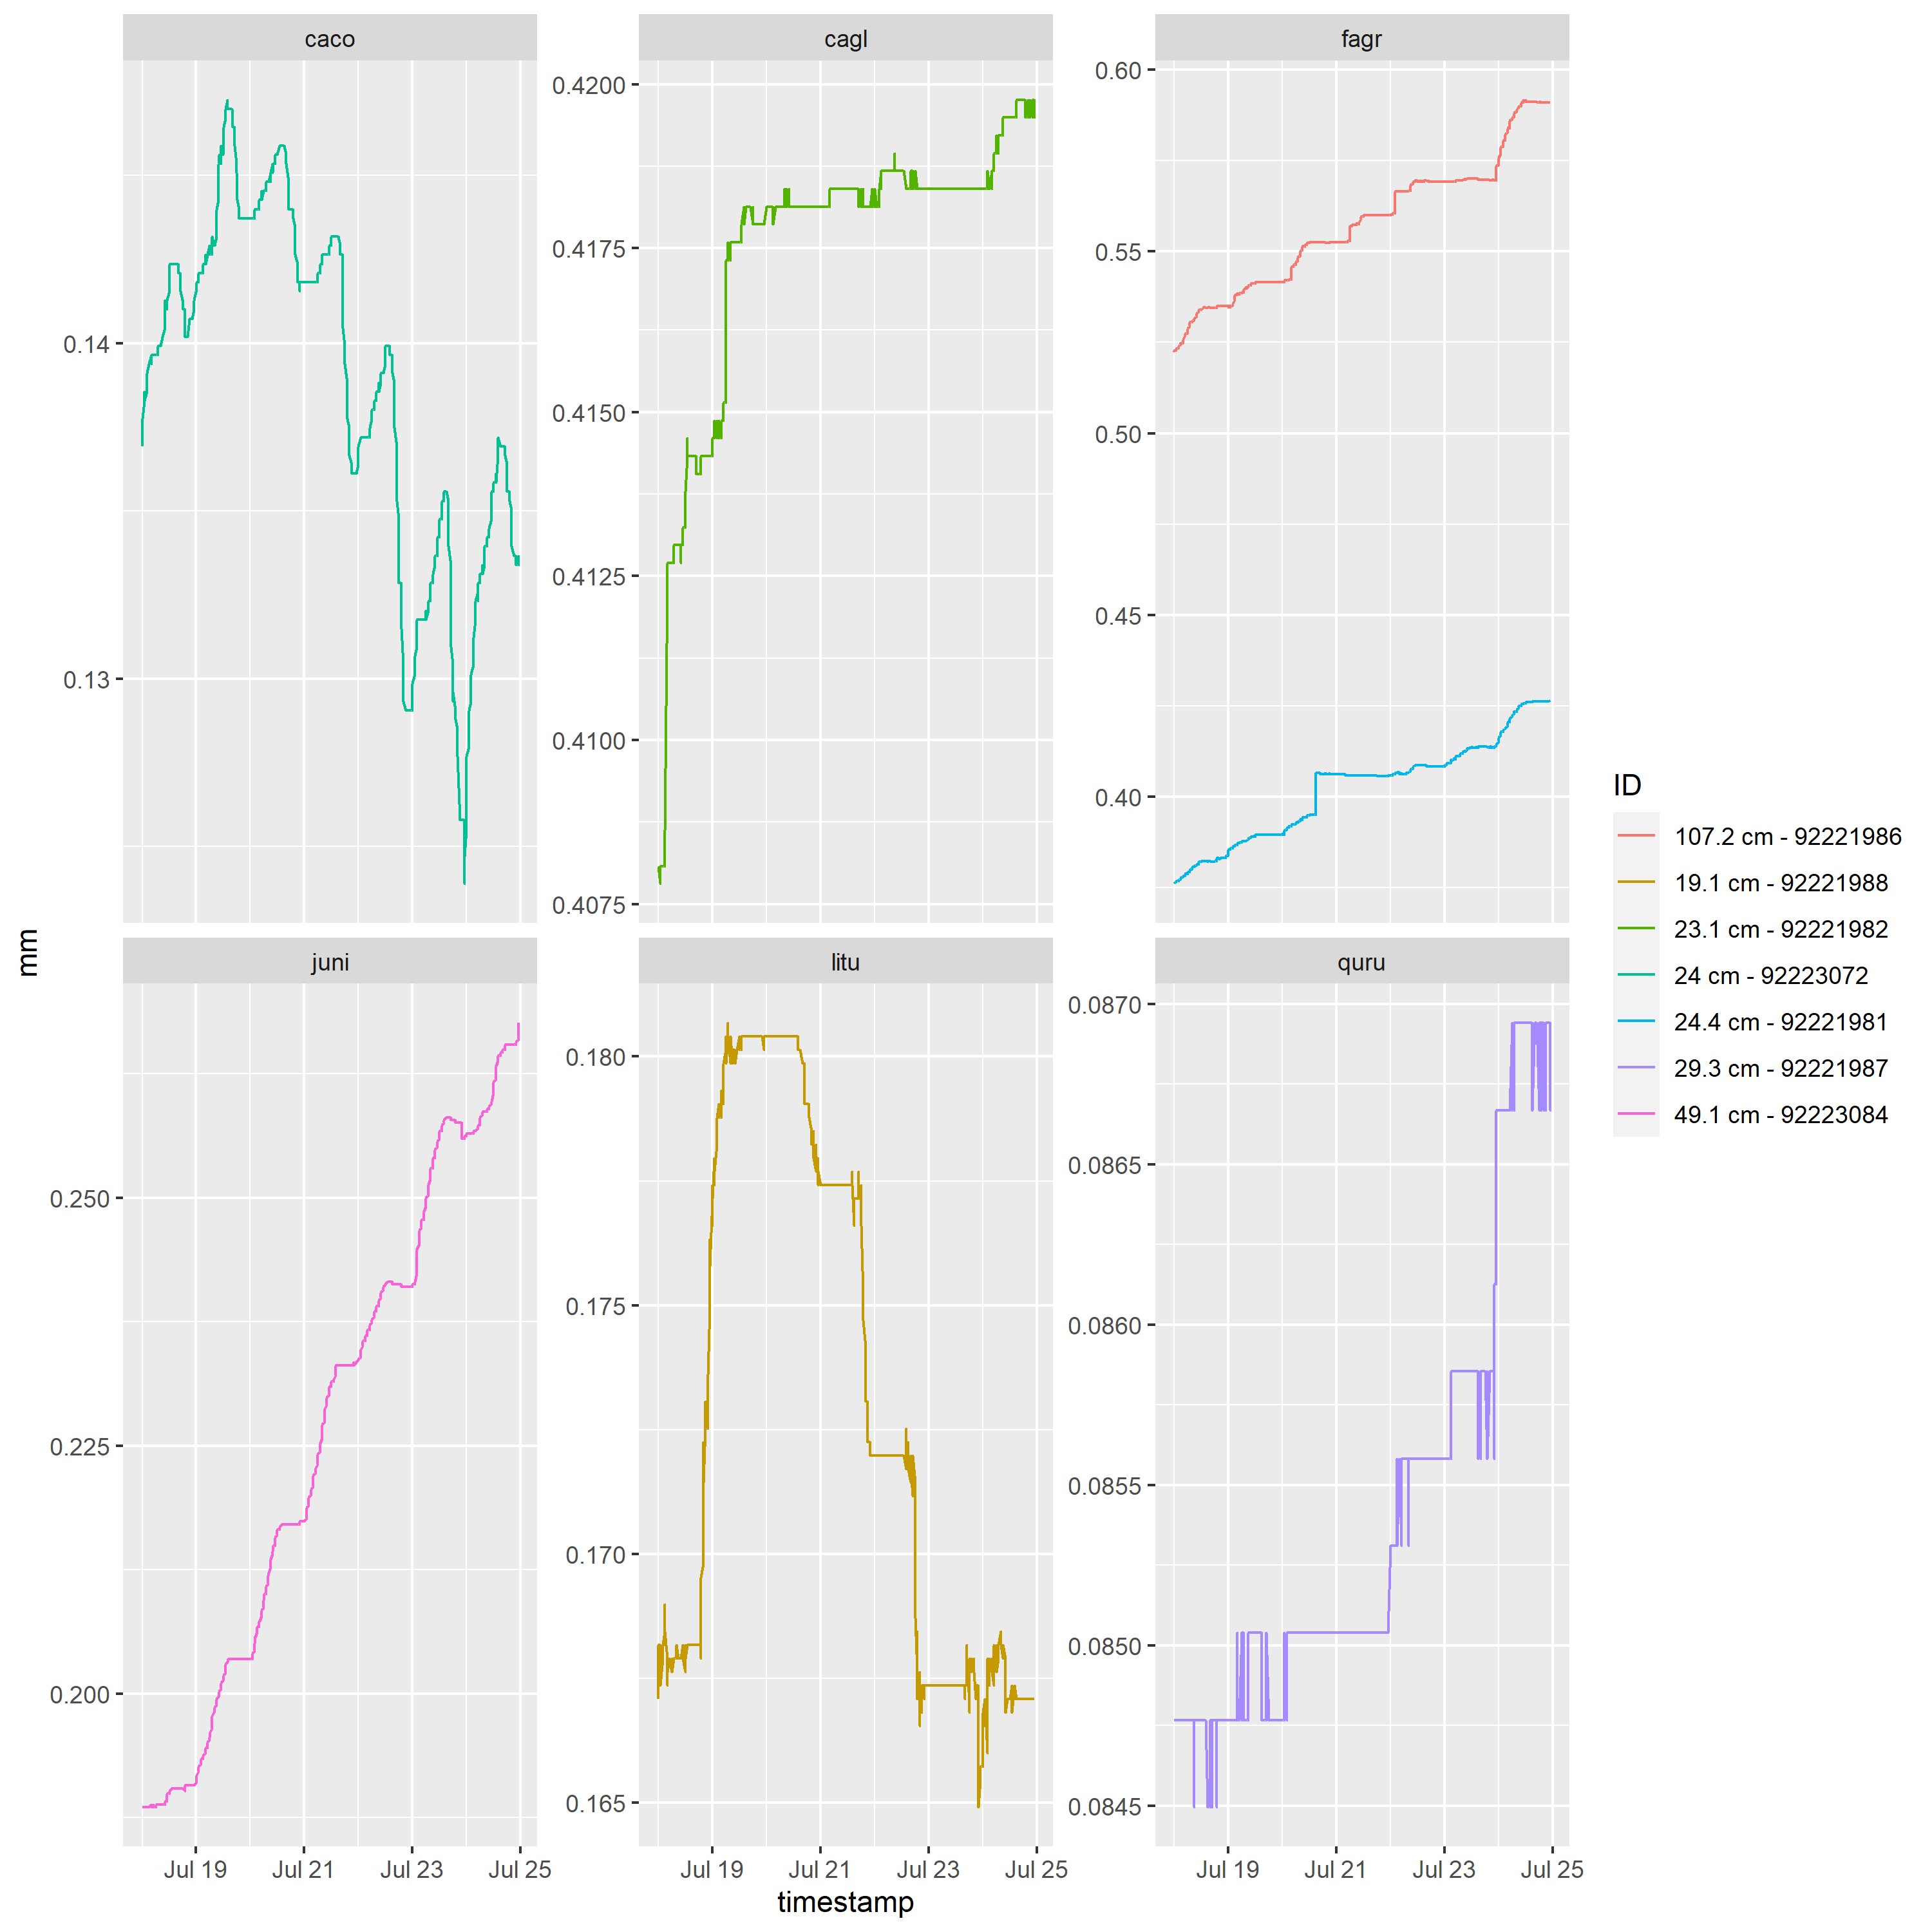 caco
cagl
fagr
0.14
0.13
0.4200
0.4175
0.4150
0.4125
0.4100
0.4075
0.60
0.55
0.50
0.45
0.40
mm
juni
litu
quru
0.250
0.225
0.200
0.180
0.175
0.170
0.165
0.0870
0.0865
0.0860
0.0855
0.0850
0.0845
Jul 19 Jul 21 Jul 23 Jul 25
Jul 19 Jul 21 Jul 23 Jul 25
Jul 19 Jul 21 Jul 23 Jul 25
timestamp
ID
107.2 cm - 92221986
19.1 cm - 92221988
23.1 cm - 92221982
24 cm - 92223072
24.4 cm - 92221981
29.3 cm - 92221987
49.1 cm - 92223084